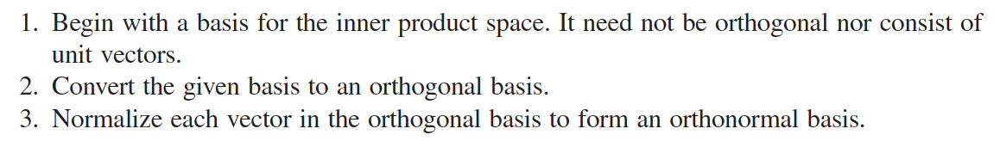 1. Begin with a basis for the inner product space. It need not be orthogonal nor consist of
unit vectors.
2. Convert the given basis to an orthogonal basis.
3. Normalize each vector in the orthogonal basis to form an orthonormal basis.